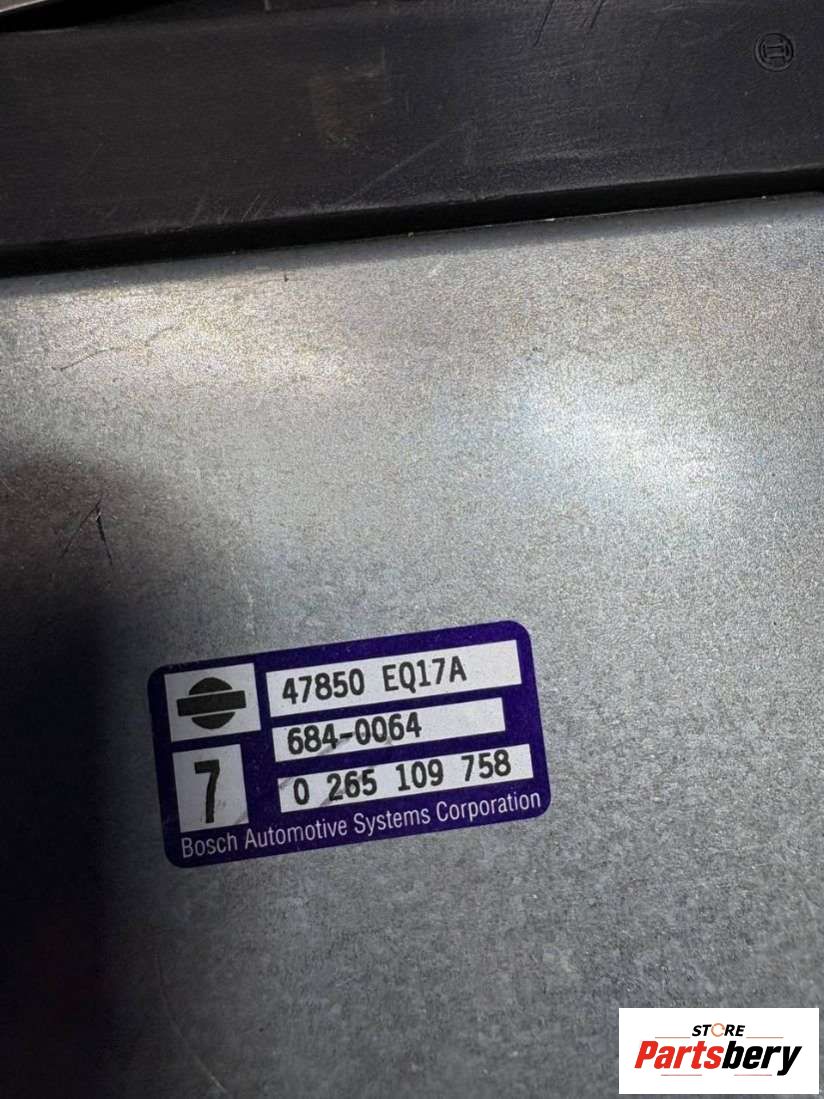 47850 EQ17A
684-0064
7
0 265 109 758
Bosch Automotive Systems Corporation
STORE
Partsbery